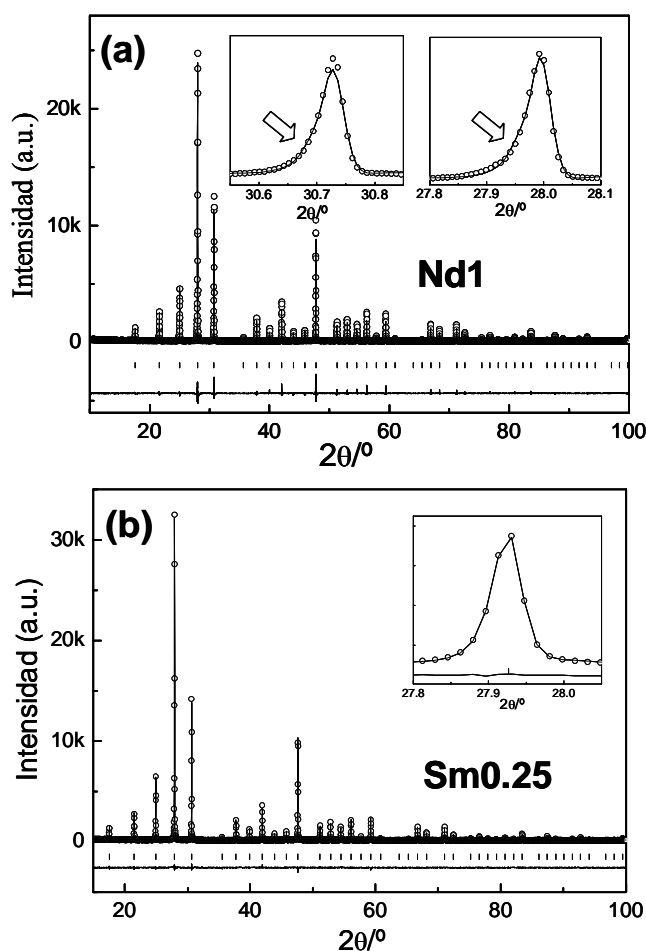 (a)
20k
10k
0
Intensidad (a.u.)
30.6 30.7 30.8
2θ/⁰
27.8 27.9 28.0 28.1
2θ/⁰
Nd1
20 40 60 80 100
2θ/⁰
(b)
30k
20k
10k
0
Intensidad (a.u.)
27.8 27.9 28.0
2θ/⁰
Sm0.25
20 40 60 80 100
2θ/⁰